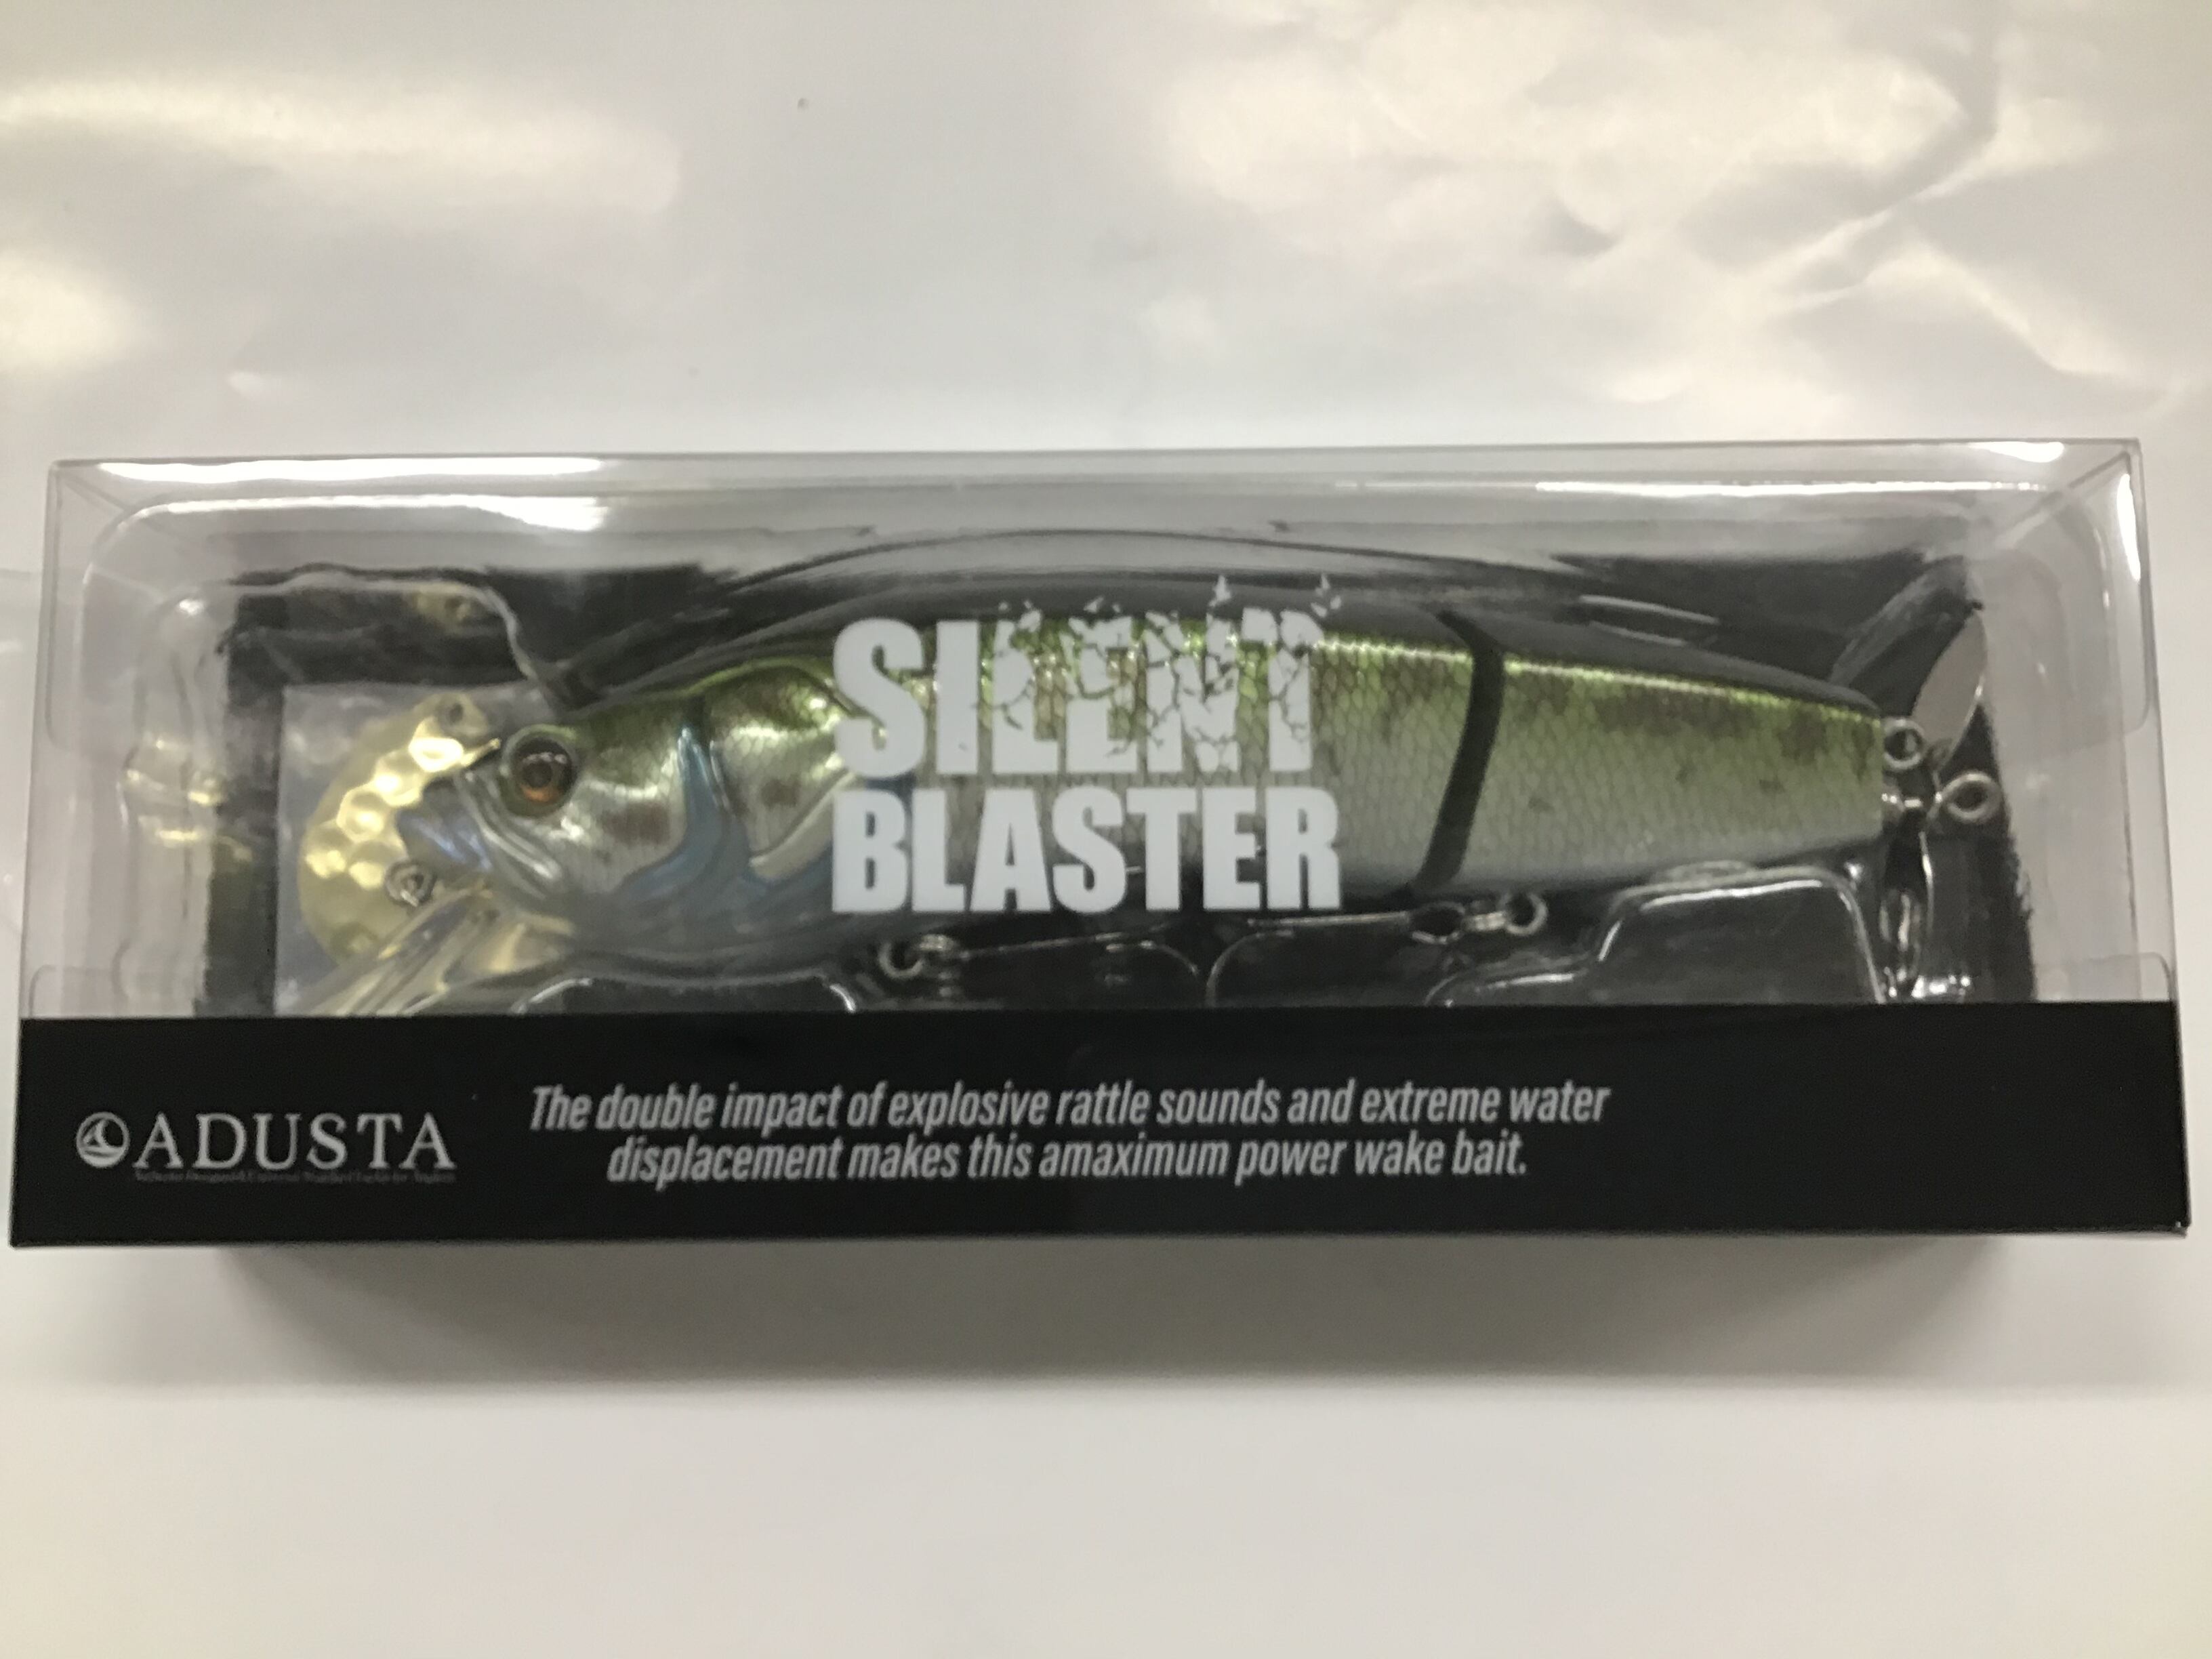 SILENT
BLASTER
ADUSTA
The double impact of explosive rattle sounds and extreme water
displacement makes this amaximum power wake bait.